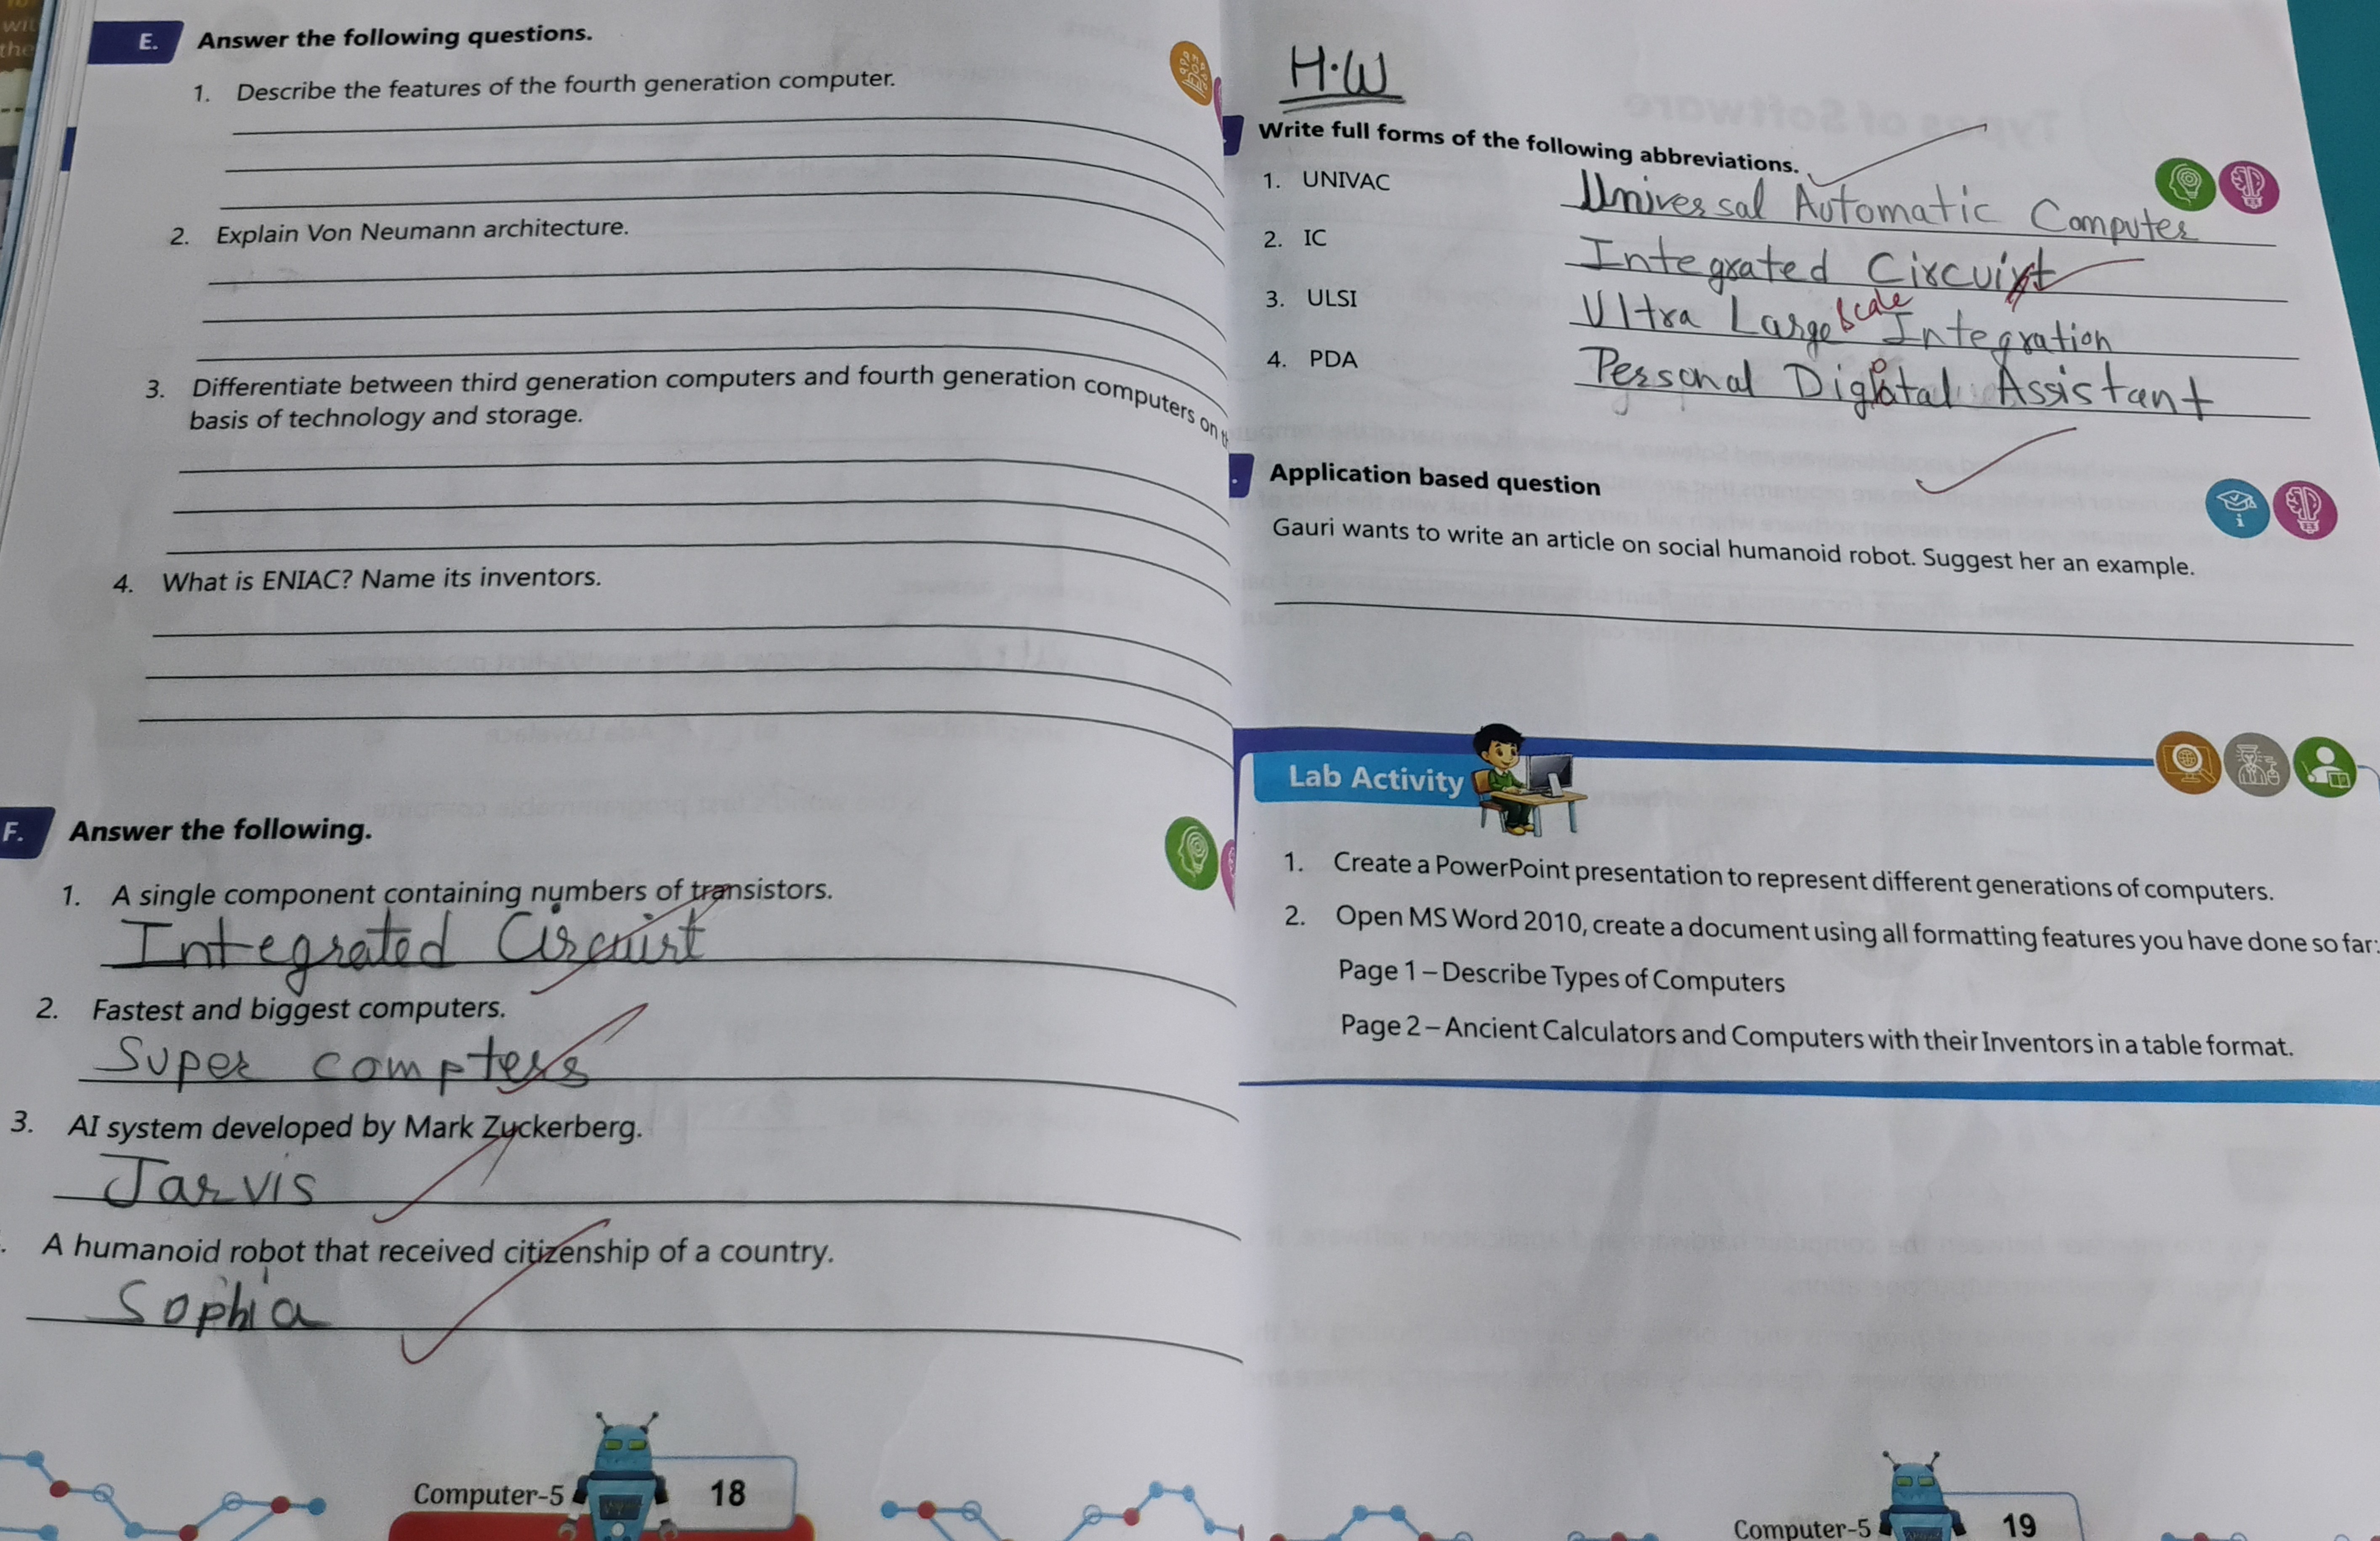 E. Answer the following questions.
1. Describe the features of the fourth generation computer.
2. Explain Von Neumann architecture.
3. Differentiate between third generation computers and fourth generation computers on
basis of technology and storage.
4. What is ENIAC? Name its inventors.
F. Answer the following.
1. A single component containing numbers of transistors.
Integrated Circuirt
2. Fastest and biggest computers.
Super compters
3. AI system developed by Mark Zuckerberg.
Jarvis
A humanoid robot that received citizenship of a country.
Sophia
Computer-5 18
H.W
Write full forms of the following abbreviations.
1. UNIVAC Universal Automatic Computer
2. IC Integrated Circuit
3. ULSI Ultra Large scale Integration
4. PDA Personal Digital Assistant
Application based question
Gauri wants to write an article on social humanoid robot. Suggest her an example.
Lab Activity
1. Create a PowerPoint presentation to represent different generations of computers.
2. Open MS Word 2010, create a document using all formatting features you have done so far:
Page 1 – Describe Types of Computers
Page 2 – Ancient Calculators and Computers with their Inventors in a table format.
Computer-5 19